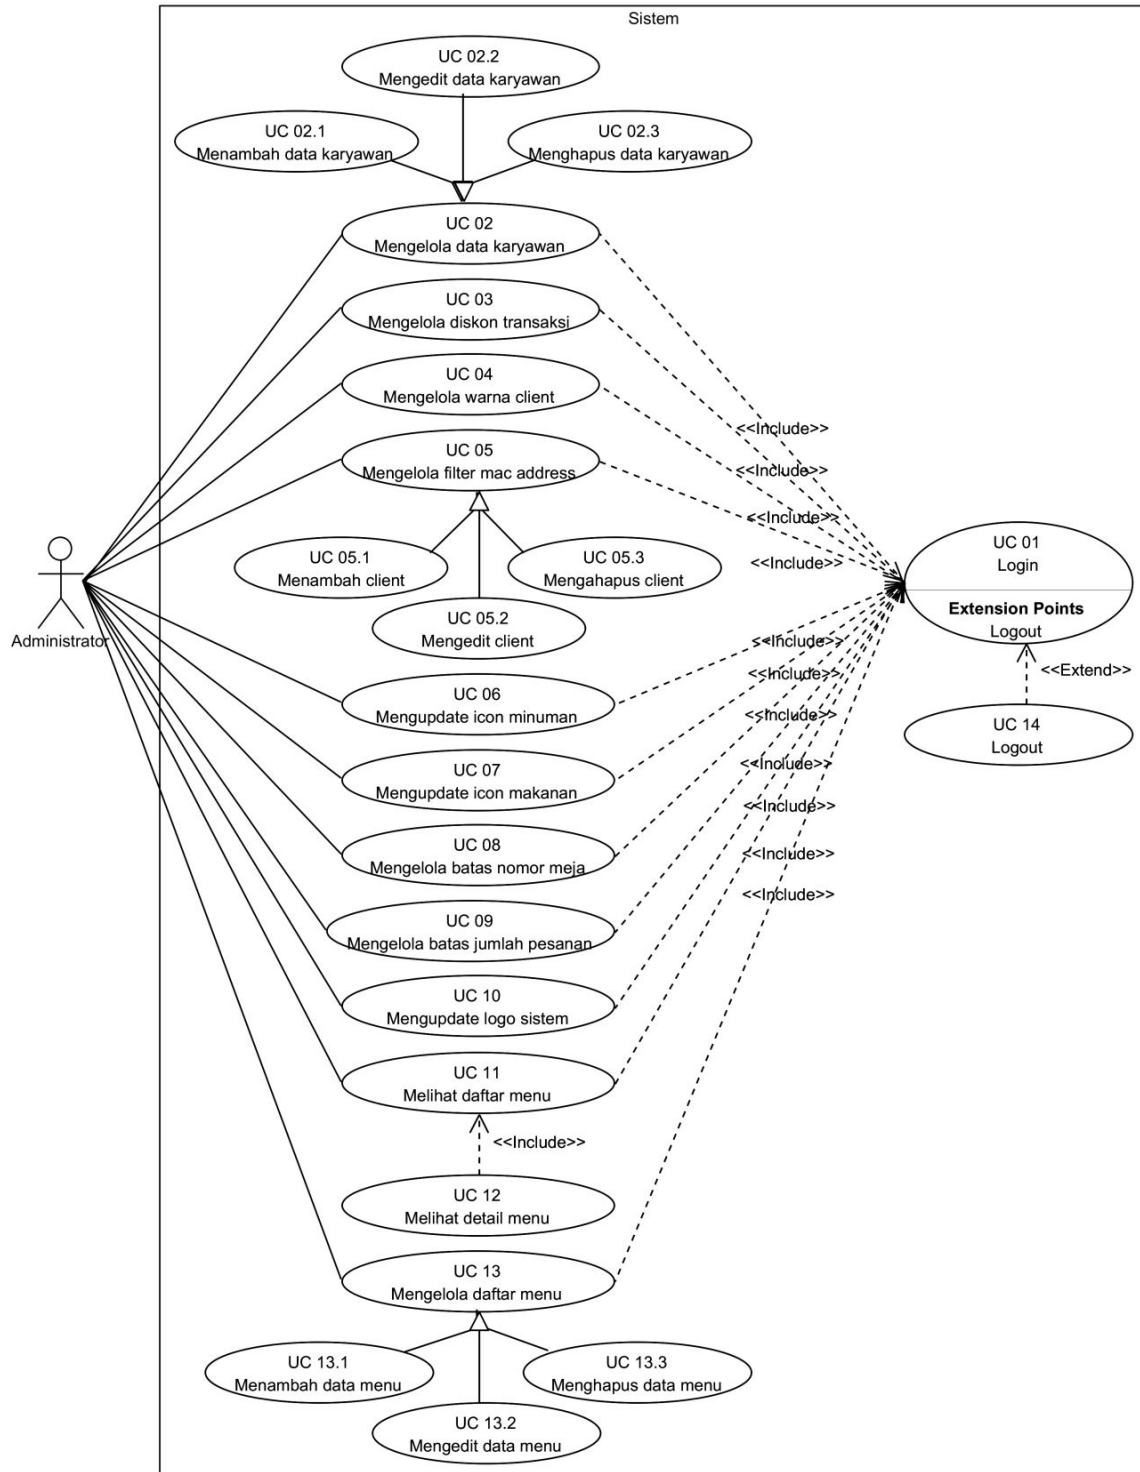 Sistem
UC 02.2
Mengedit data karyawan
UC 02.1
Menambah data karyawan
UC 02.3
Menghapus data karyawan
UC 02
Mengelola data karyawan
UC 03
Mengelola diskon transaksi
UC 04
Mengelola warna client
<<Include>>
UC 05
Mengelola filter mac address
<<Include>>
<<Include>>
<<Include>>
UC 05.1
Menambah client
UC 05.3
Mengahapus client
UC 05.2
Mengedit client
UC 01
Login
Extension Points
Logout
Administrator
<<Include>>
<<Extend>>
UC 06
Mengupdate icon minuman
<<Include>>
<<Include>>
UC 14
Logout
UC 07
Mengupdate icon makanan
<<Include>>
<<Include>>
UC 08
Mengelola batas nomor meja
<<Include>>
<<Include>>
UC 09
Mengelola batas jumlah pesanan
UC 10
Mengupdate logo sistem
UC 11
Melihat daftar menu
<<Include>>
UC 12
Melihat detail menu
UC 13
Mengelola daftar menu
UC 13.1
Menambah data menu
UC 13.3
Menghapus data menu
UC 13.2
Mengedit data menu